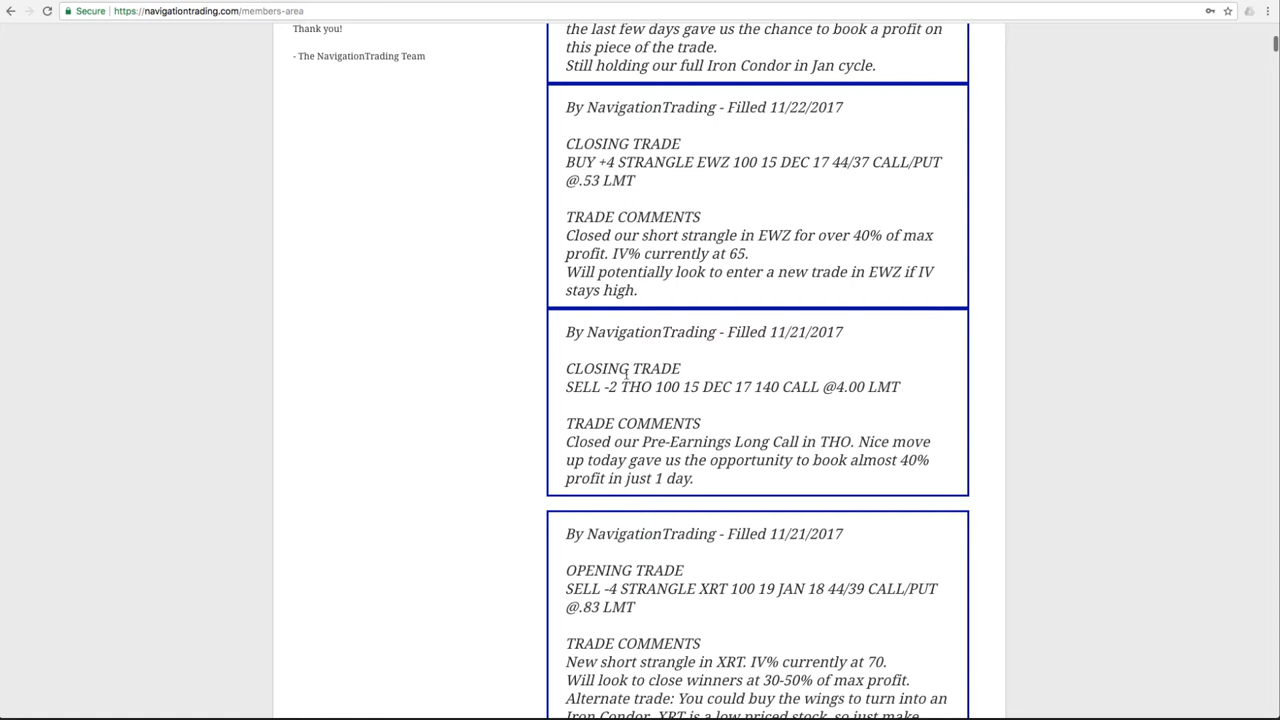 Secure
https://navigationtrading.com/members-area
Thank you!
- The NavigationTrading Team
the last few days gave us the chance to book a profit on
this piece of the trade.
Still holding our full Iron Condor in Jan cycle.
By NavigationTrading - Filled 11/22/2017
CLOSING TRADE
BUY +4 STRANGLE EWZ 100 15 DEC 17 44/37 CALL/PUT
@.53 LMT
TRADE COMMENTS
Closed our short strangle in EWZ for over 40% of max
profit. IV% currently at 65.
Will potentially look to enter a new trade in EWZ if IV
stays high.
By NavigationTrading - Filled 11/21/2017
CLOSING TRADE
SELL -2 THO 100 15 DEC 17 140 CALL @4.00 LMT
TRADE COMMENTS
Closed our Pre-Earnings Long Call in THO. Nice move
up today gave us the opportunity to book almost 40%
profit in just 1 day.
By NavigationTrading - Filled 11/21/2017
OPENING TRADE
SELL -4 STRANGLE XRT 100 19 JAN 18 44/39 CALL/PUT
@.83 LMT
TRADE COMMENTS
New short strangle in XRT. IV% currently at 70.
Will look to close winners at 30-50% of max profit.
Alternate trade: You could buy the wings to turn into an
Iron Condor. XRT is a low priced stock, so just make